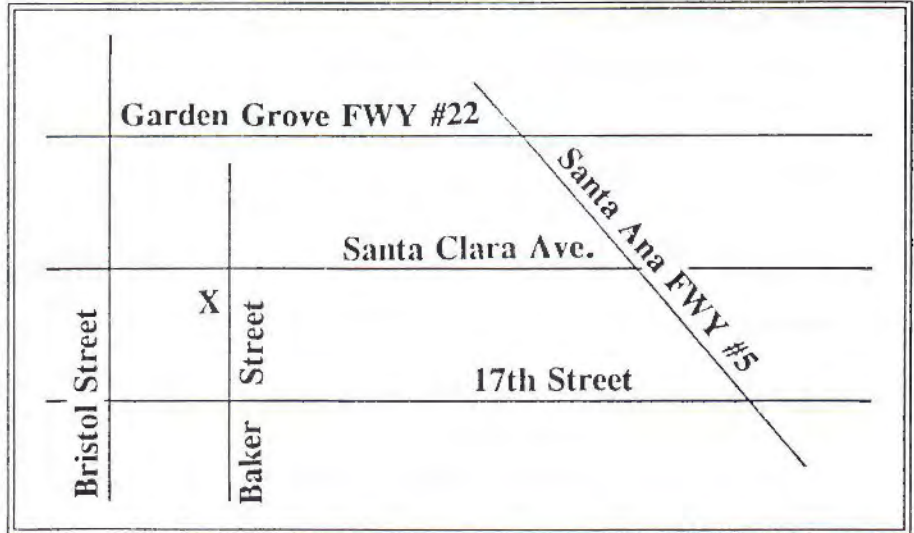 Garden Grove FWY #22
Santa Ana FWY #5
Santa Clara Ave.
X
Bristol Street
Baker Street
17th Street